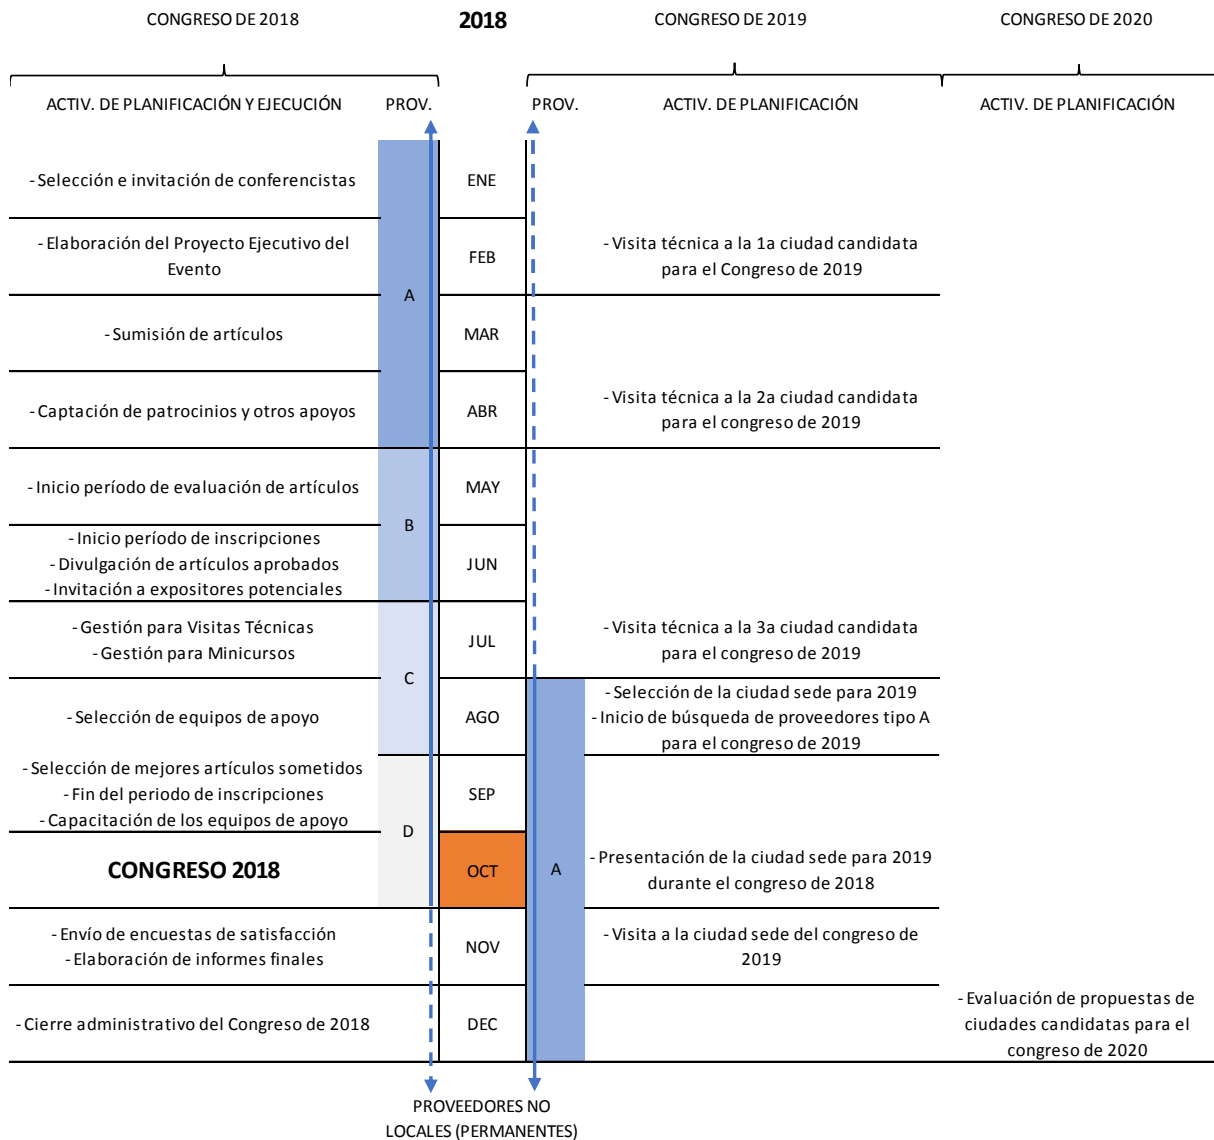 CONGRESO DE 2018
2018
CONGRESO DE 2019
CONGRESO DE 2020
ACTIV. DE PLANIFICACIÓN Y EJECUCIÓN
PROV.
PROV.
ACTIV. DE PLANIFICACIÓN
ACTIV. DE PLANIFICACIÓN
- Selección e invitación de conferencistas
ENE
- Elaboración del Proyecto Ejecutivo del
Evento
FEB
- Visita técnica a la 1a ciudad candidata
para el Congreso de 2019
A
- Sumisión de artículos
MAR
- Captación de patrocinios y otros apoyos
ABR
- Visita técnica a la 2a ciudad candidata
para el congreso de 2019
- Inicio período de evaluación de artículos
MAY
B
- Inicio período de inscripciones
- Divulgación de artículos aprobados
- Invitación a expositores potenciales
JUN
- Gestión para Visitas Técnicas
- Gestión para Minicursos
JUL
- Visita técnica a la 3a ciudad candidata
para el congreso de 2019
C
- Selección de equipos de apoyo
AGO
- Selección de la ciudad sede para 2019
- Inicio de búsqueda de proveedores tipo A
para el congreso de 2019
- Selección de mejores artículos sometidos
- Fin del periodo de inscripciones
- Capacitación de los equipos de apoyo
SEP
D
CONGRESO 2018
OCT
A
- Presentación de la ciudad sede para 2019
durante el congreso de 2018
- Envío de encuestas de satisfacción
- Elaboración de informes finales
NOV
- Visita a la ciudad sede del congreso de
2019
- Cierre administrativo del Congreso de 2018
DEC
- Evaluación de propuestas de
ciudades candidatas para el
congreso de 2020
PROVEEDORES NO
LOCALES (PERMANENTES)